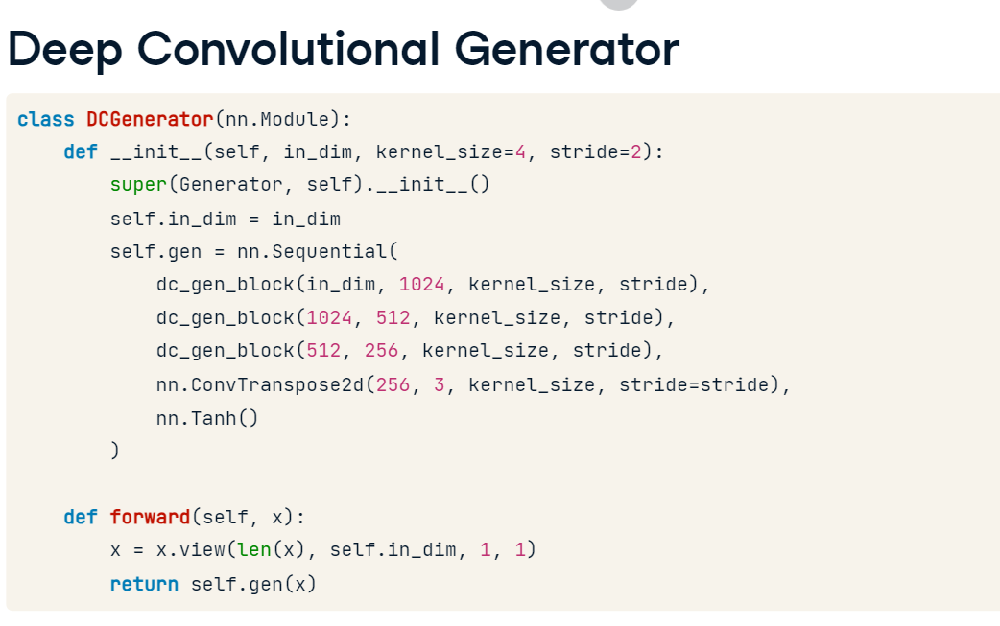 Deep Convolutional Generator
class DCGenerator(nn.Module):
    def __init__(self, in_dim, kernel_size=4, stride=2):
        super(Generator, self).__init__()
        self.in_dim = in_dim
        self.gen = nn.Sequential(
            dc_gen_block(in_dim, 1024, kernel_size, stride),
            dc_gen_block(1024, 512, kernel_size, stride),
            dc_gen_block(512, 256, kernel_size, stride),
            nn.ConvTranspose2d(256, 3, kernel_size, stride=stride),
            nn.Tanh()
        )
    def forward(self, x):
        x = x.view(len(x), self.in_dim, 1, 1)
        return self.gen(x)